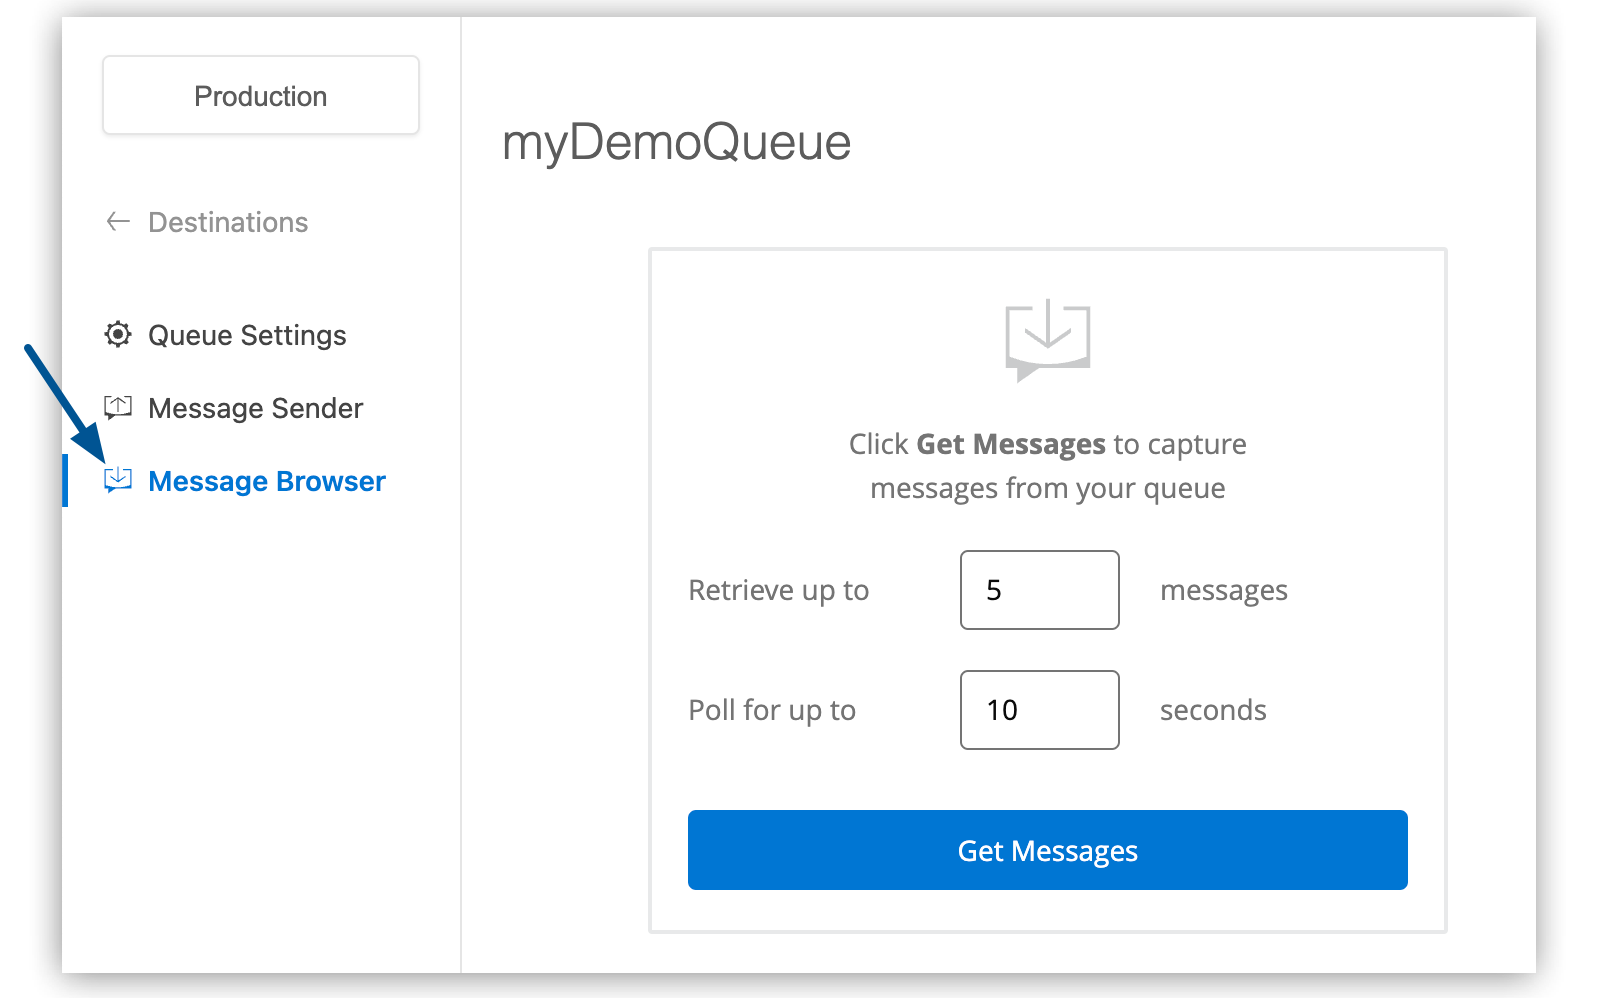 Production
Destinations
Queue Settings
Message Sender
Message Browser
myDemoQueue
Click Get Messages to capture
messages from your queue
Retrieve up to 5 messages
Poll for up to 10 seconds
Get Messages